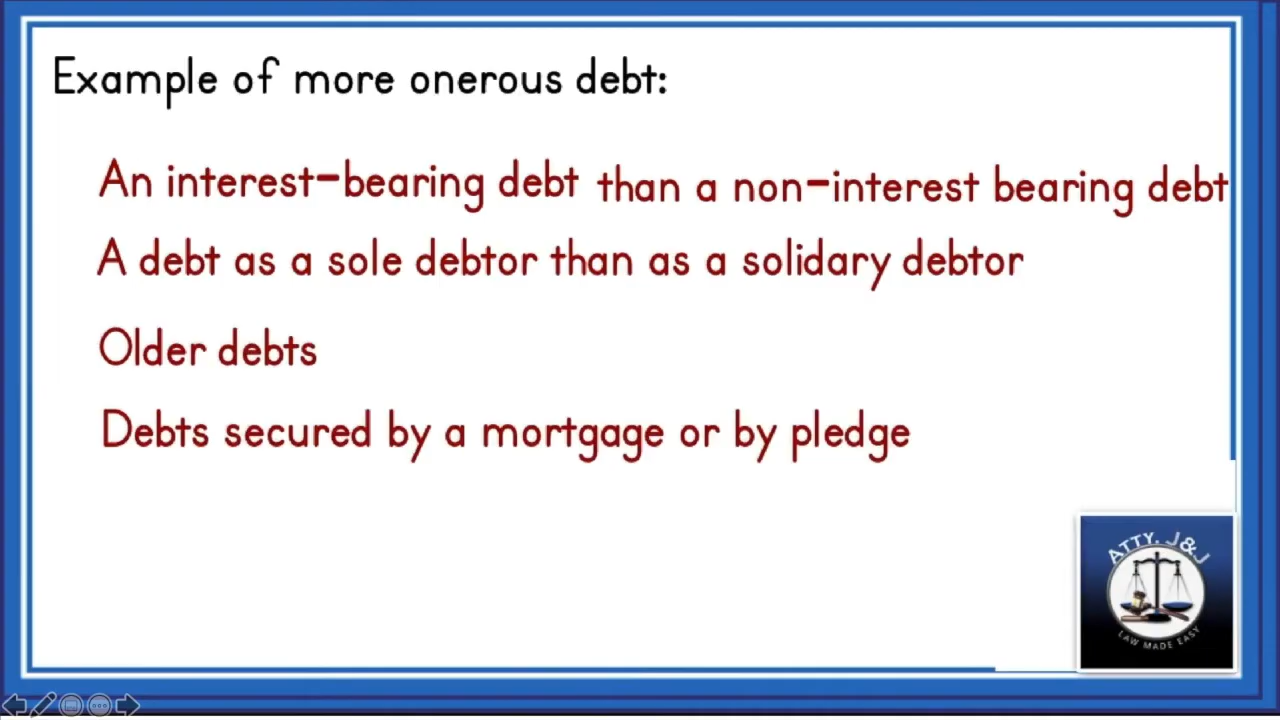 Example of more onerous debt:
An interest-bearing debt than a non-interest bearing debt
A debt as a sole debtor than as a solidary debtor
Older debts
Debts secured by a mortgage or by pledge
ATTY. J&J
LAW MADE EASY